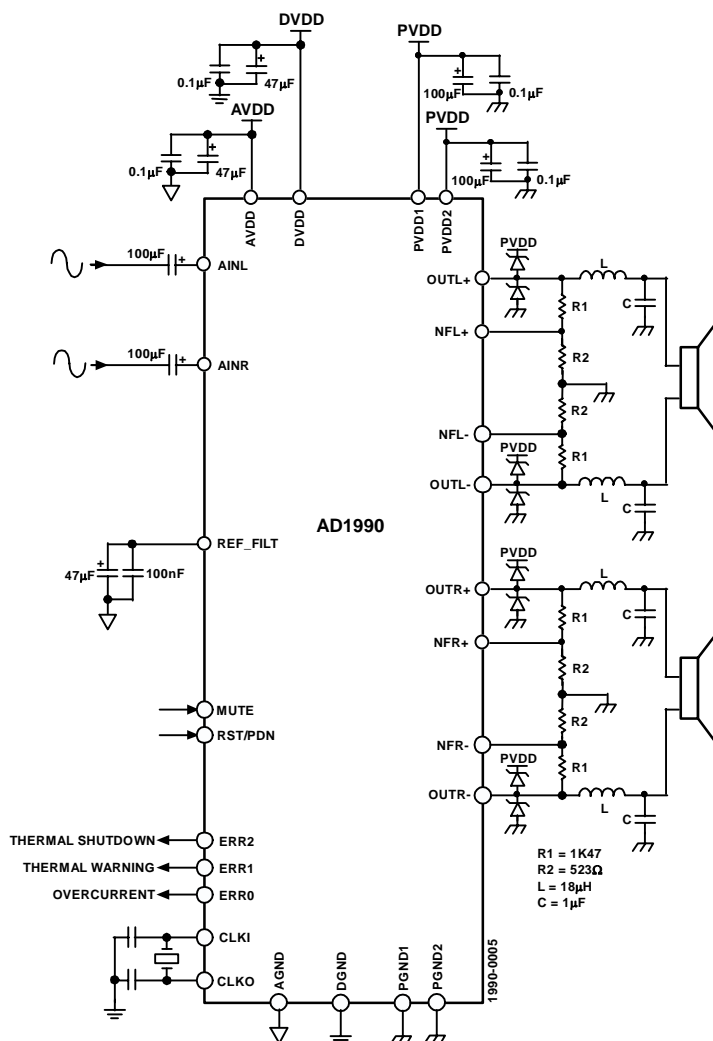 DVDD
PVDD
0.1µF
47µF
100µF
0.1µF
AVDD
PVDD
0.1µF
47µF
100µF
0.1µF
AVDD
DVDD
PVDD1
PVDD2
100µF
AINL
PVDD
OUTL+
L
C
R1
NFL+
100µF
AINR
R2
R2
NFL-
PVDD
R1
OUTL-
L
C
AD1990
REF_FILT
47µF
100nF
PVDD
OUTR+
L
C
R1
NFR+
R2
MUTE
R2
RST/PDN
NFR-
PVDD
R1
OUTR-
L
C
THERMAL SHUTDOWN
ERR2
THERMAL WARNING
ERR1
OVERCURRENT
ERR0
R1 = 1K47
R2 = 523Ω
L = 18µH
C = 1µF
CLKI
CLKO
AGND
DGND
PGND1
PGND2
1990-0005